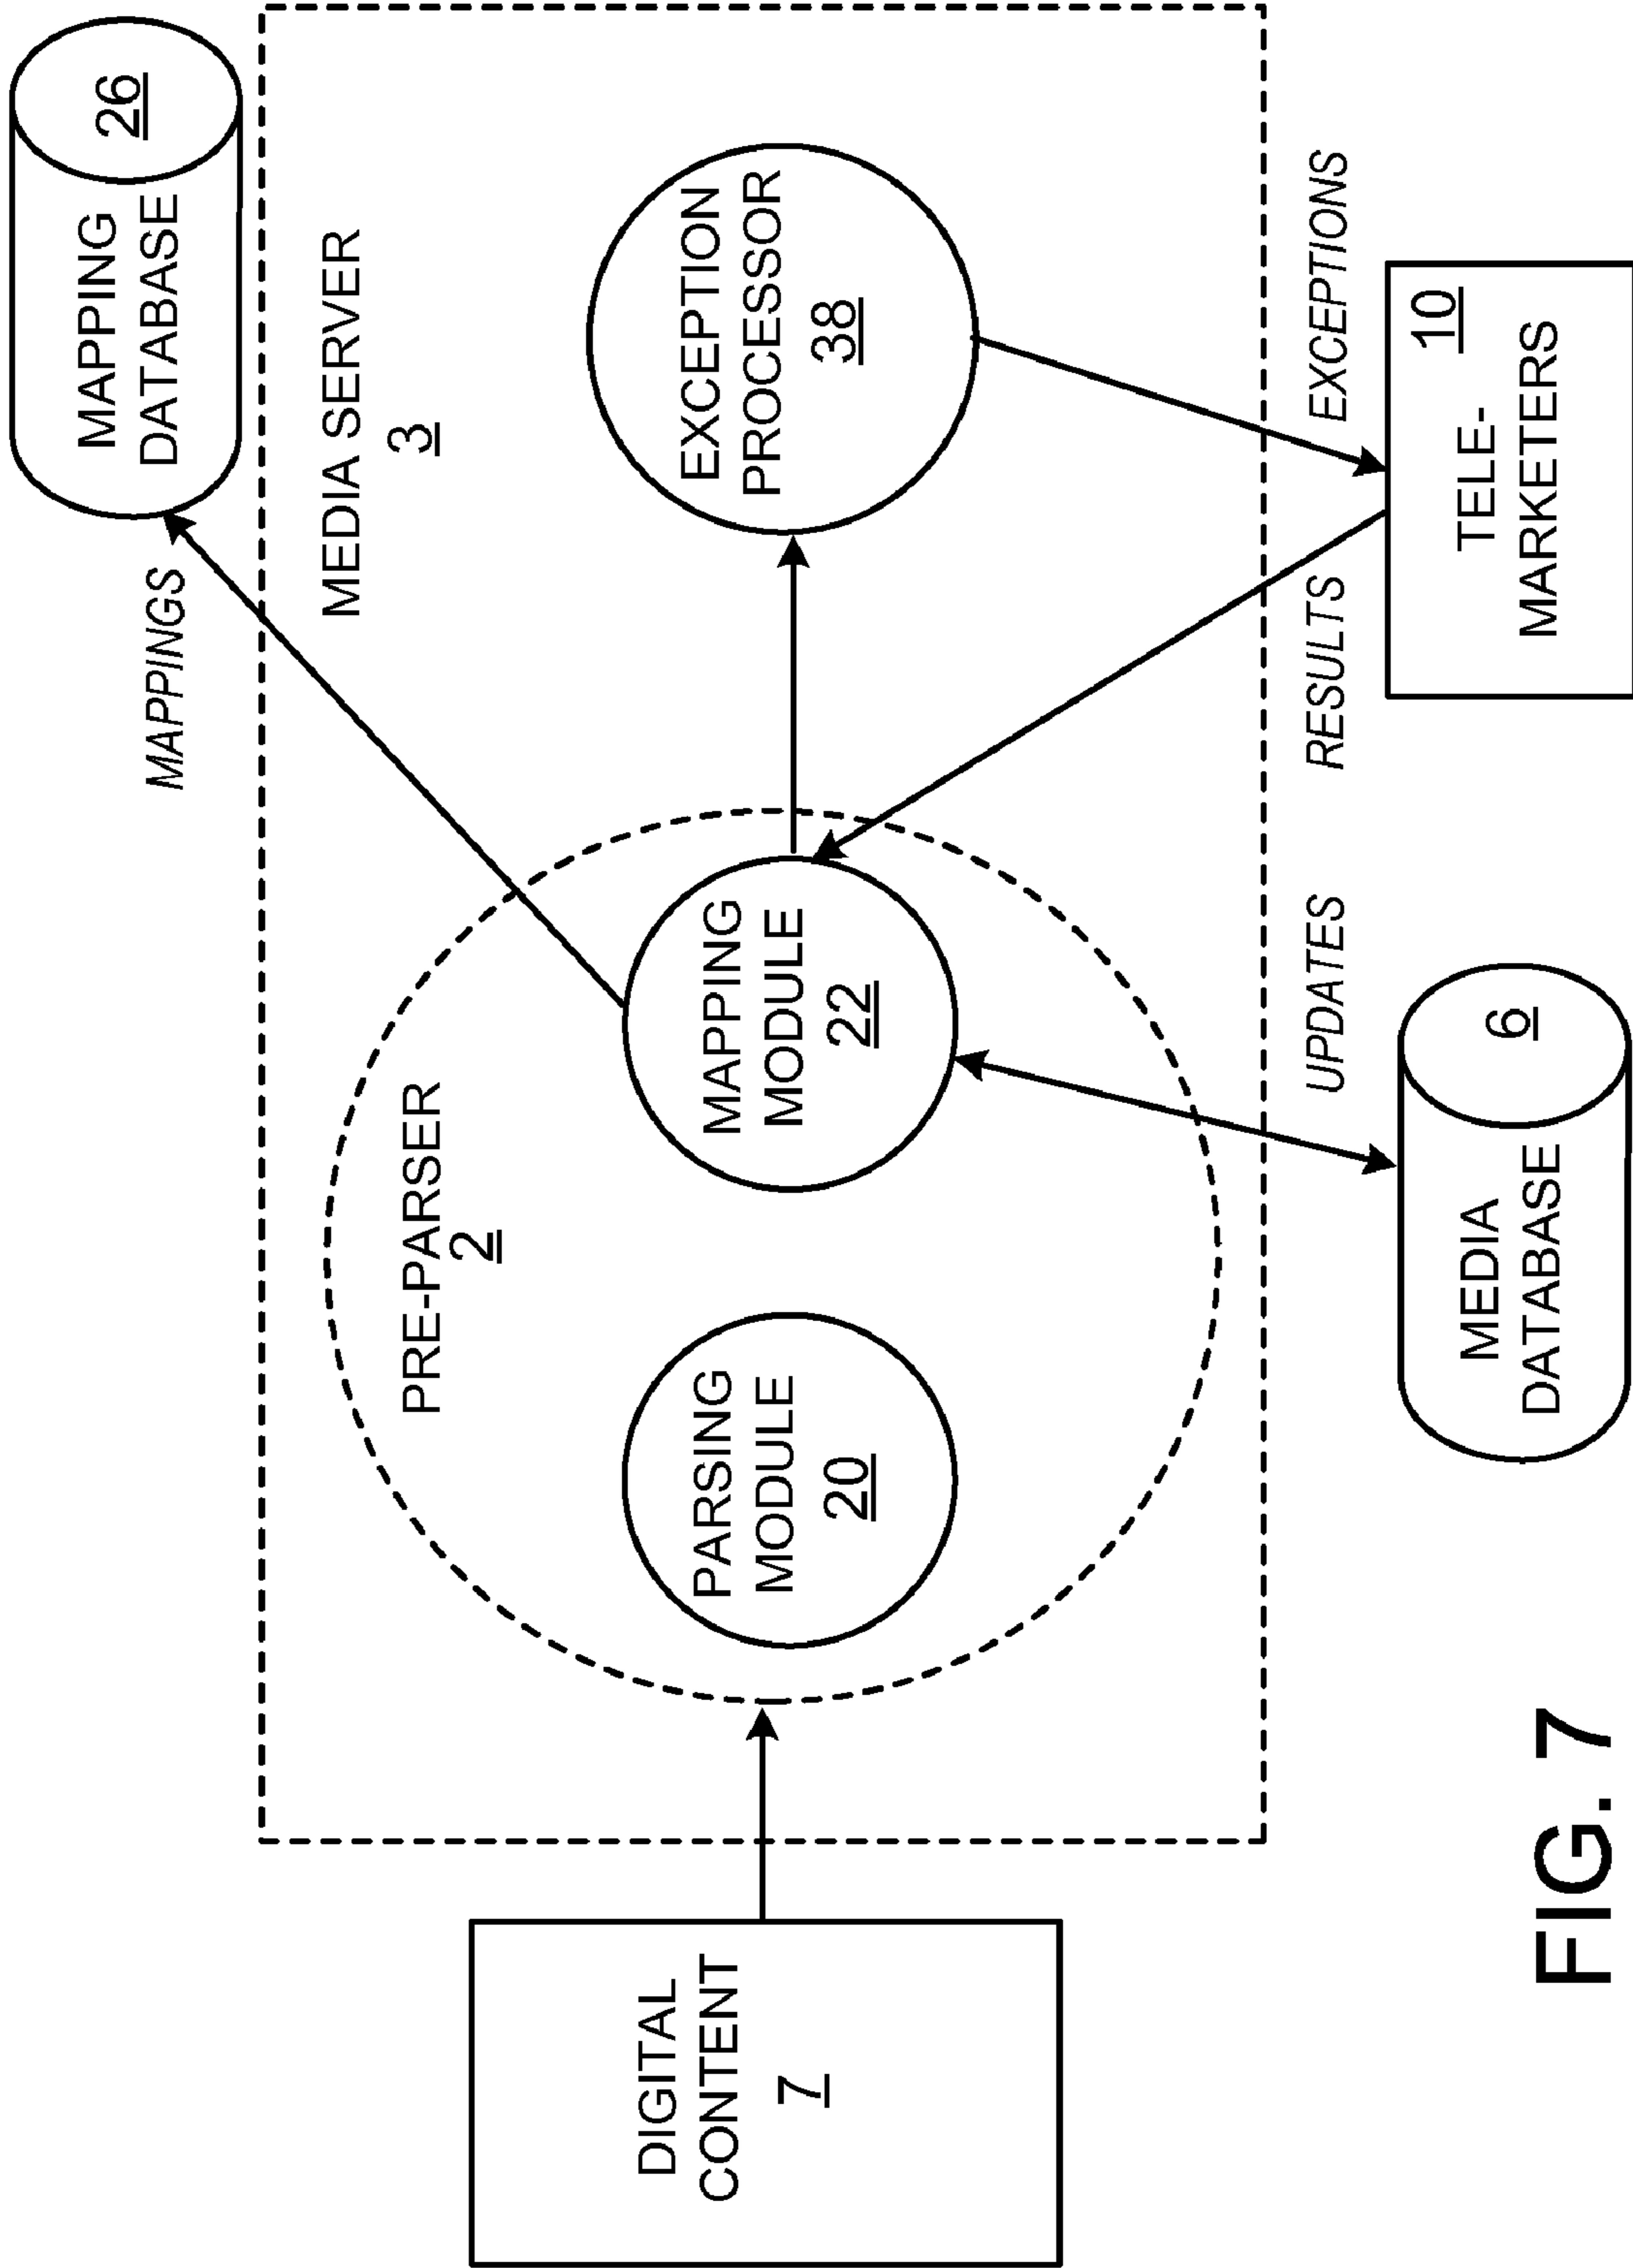 MAPPING
DATABASE
26
MAPPINGS
MEDIA SERVER
3
PRE-PARSER
2
DIGITAL
CONTENT
7
PARSING
MODULE
20
MAPPING
MODULE
22
EXCEPTION
PROCESSOR
38
UPDATES
RESULTS
EXCEPTIONS
MEDIA
DATABASE
6
10
TELE-
MARKETERS
FIG. 7